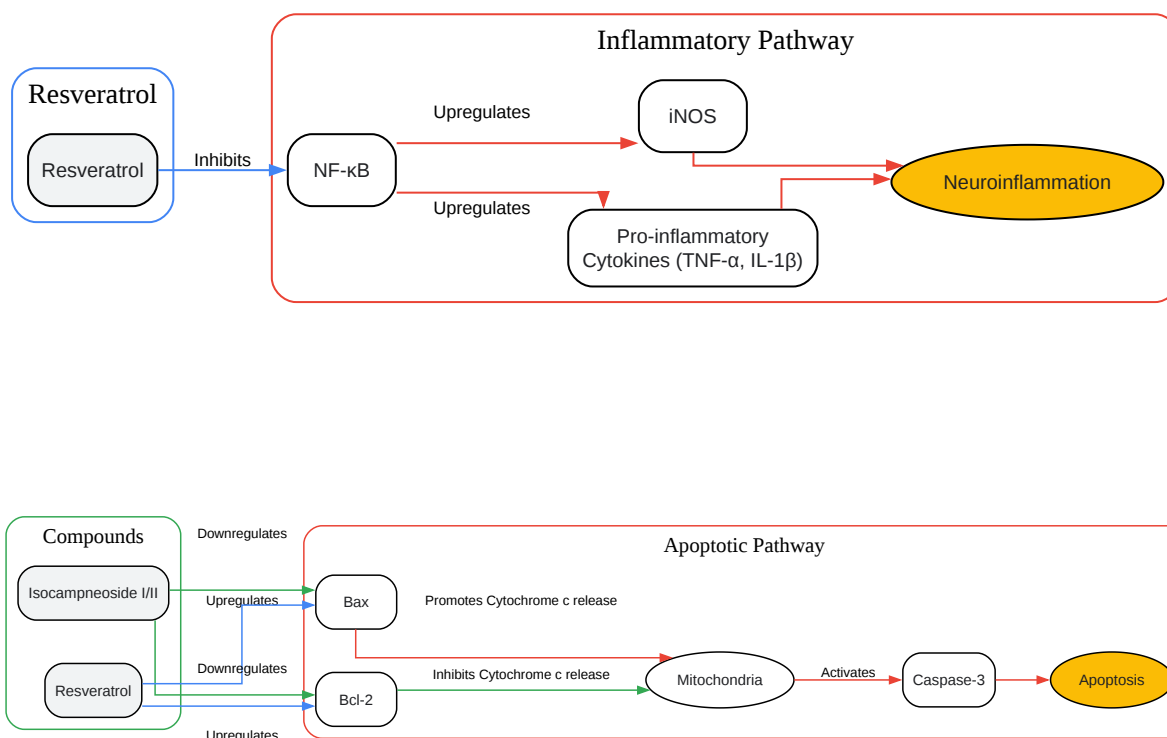 Inflammatory Pathway
Resveratrol
Resveratrol
Inhibits
NF-κB
Upregulates
Upregulates
iNOS
Pro-inflammatory
Cytokines (TNF-α, IL-1β)
Neuroinflammation
Compounds
Isocampneoside I/II
Resveratrol
Downregulates
Upregulates
Downregulates
Upregulates
Apoptotic Pathway
Bax
Promotes Cytochrome c release
Bcl-2
Inhibits Cytochrome c release
Mitochondria
Activates
Caspase-3
Apoptosis